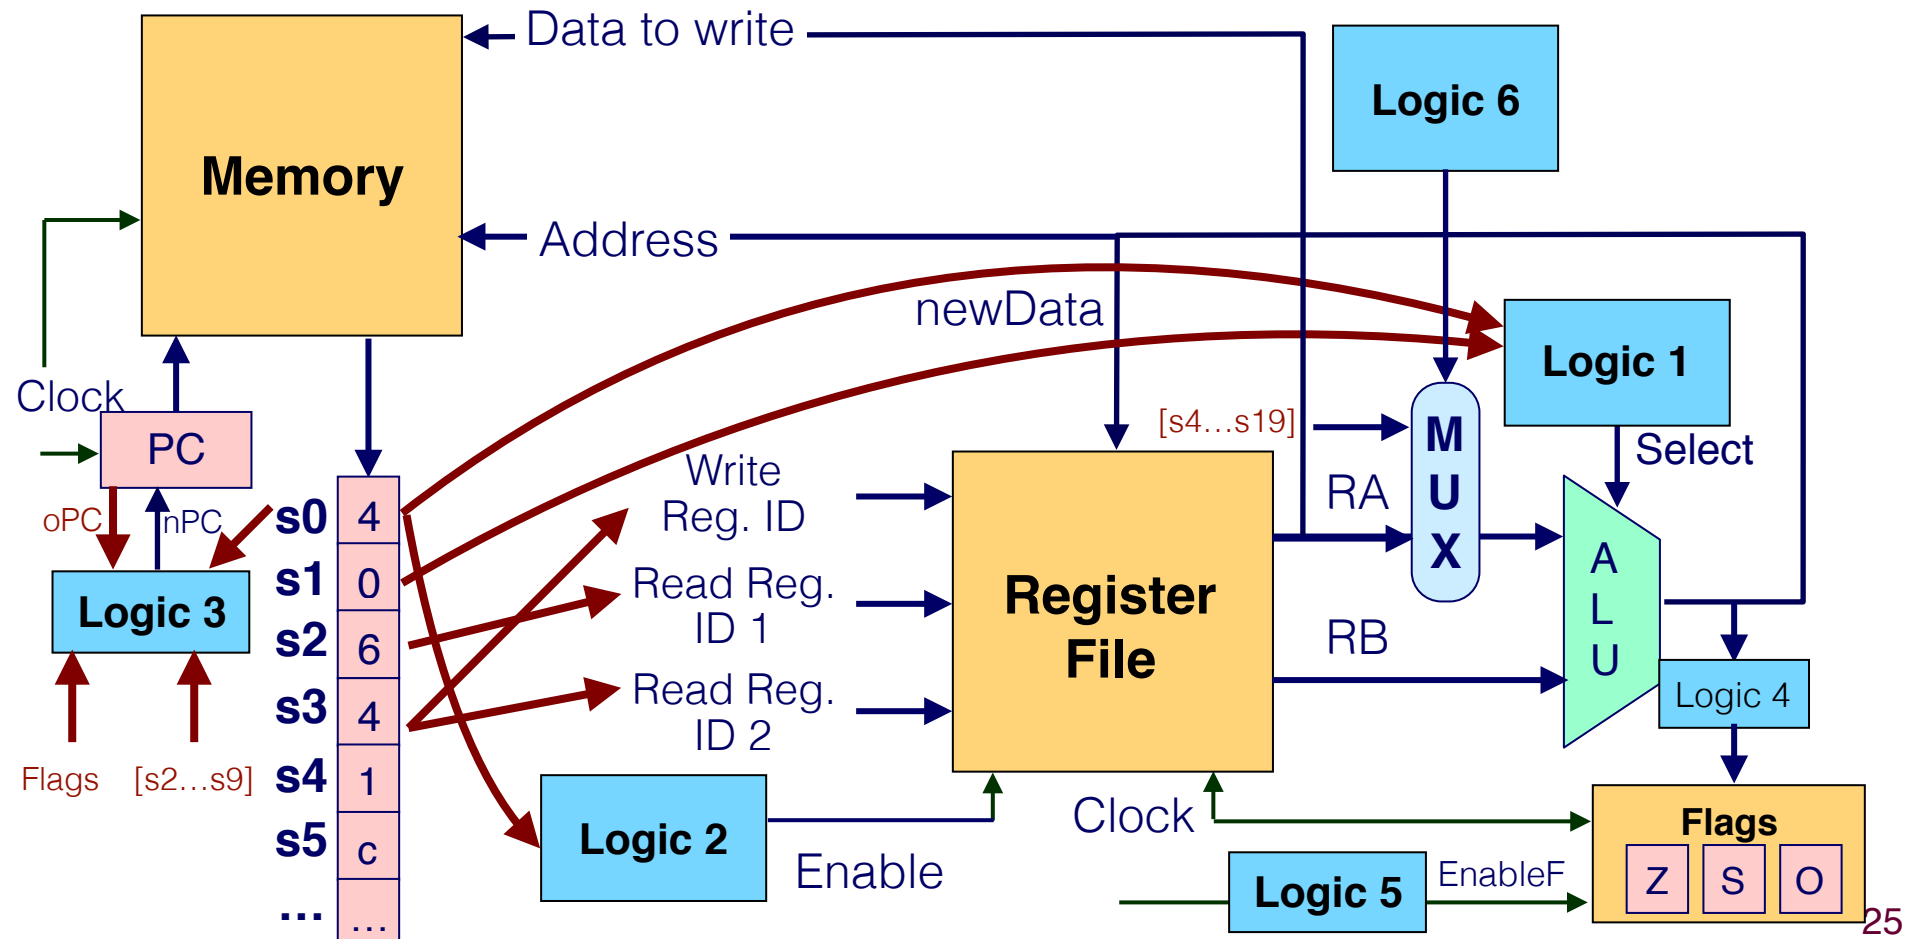 Data to write
Logic 6
Memory
Address
newData
Logic 1
Clock
PC
[s4...s19]
M
U
X
Select
Write
Reg. ID
RA
oPC
nPC
s0 4
s1 0
s2 6
s3 4
s4 1
s5 c
... ...
Logic 3
Flags
[s2...s9]
Read Reg.
ID 1
Read Reg.
ID 2
Register
File
RB
A
L
U
Logic 4
Logic 2
Enable
Clock
Logic 5
EnableF
Flags
Z S O
25